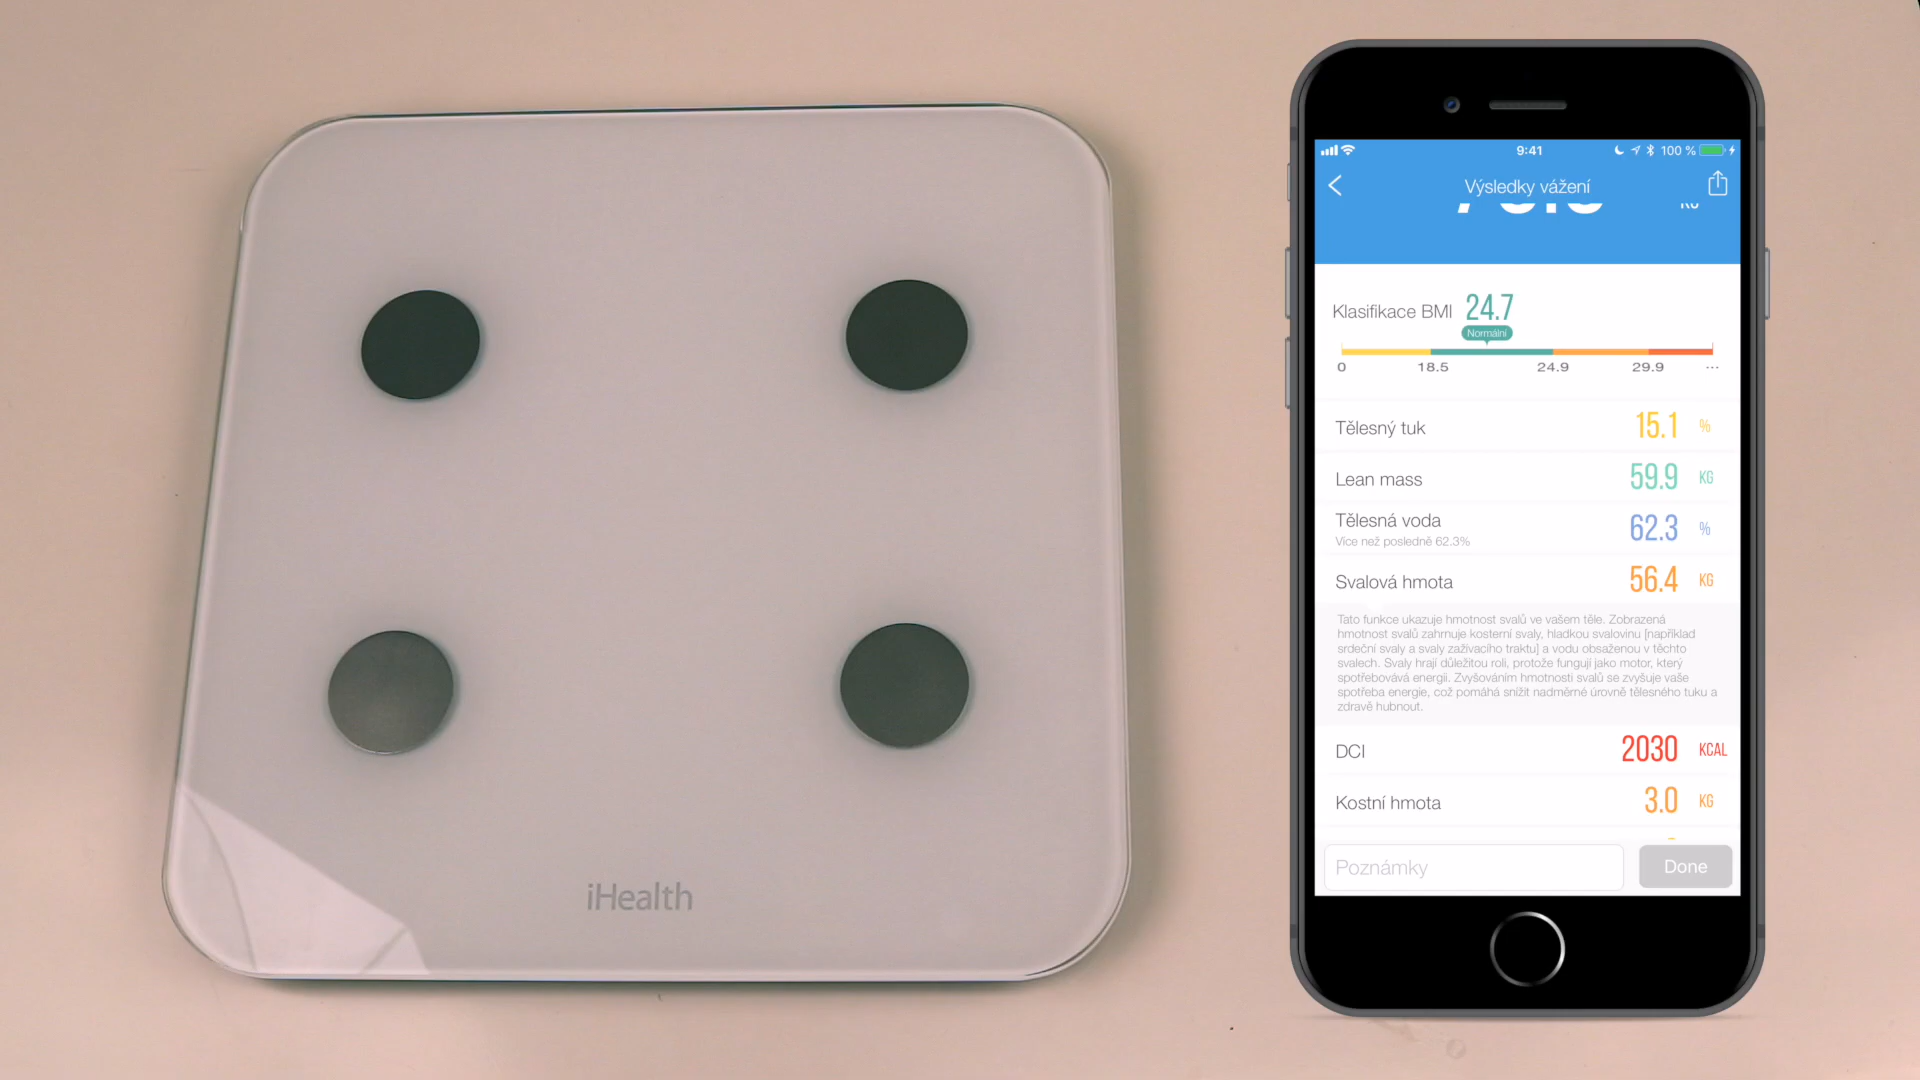 iHealth
9:41
100 %
Výsledky vážení
Klasifikace BMI 24.7
Normální
0 18.5 24.9 29.9 ...
Tělesný tuk 15.1 %
Lean mass 59.9 KG
Tělesná voda 62.3 %
Více než posledně 62.3%
Svalová hmota 56.4 KG
Tato funkce ukazuje hmotnost svalů ve vašem těle. Zobrazená
hmotnost svalů zahrnuje kosterní svaly, hladkou svalovinu [například
srdeční svaly a svaly zažívacího traktu] a vodu obsaženou v těchto
svalech. Svaly hrají důležitou roli, protože fungují jako motor, který
spotřebovává energii. Zvyšováním hmotnosti svalů se zvyšuje vaše
spotřeba energie, což pomáhá snížit nadměrné úrovně tělesného tuku a
zdravě hubnout.
DCI 2030 KCAL
Kostní hmota 3.0 KG
Poznámky Done